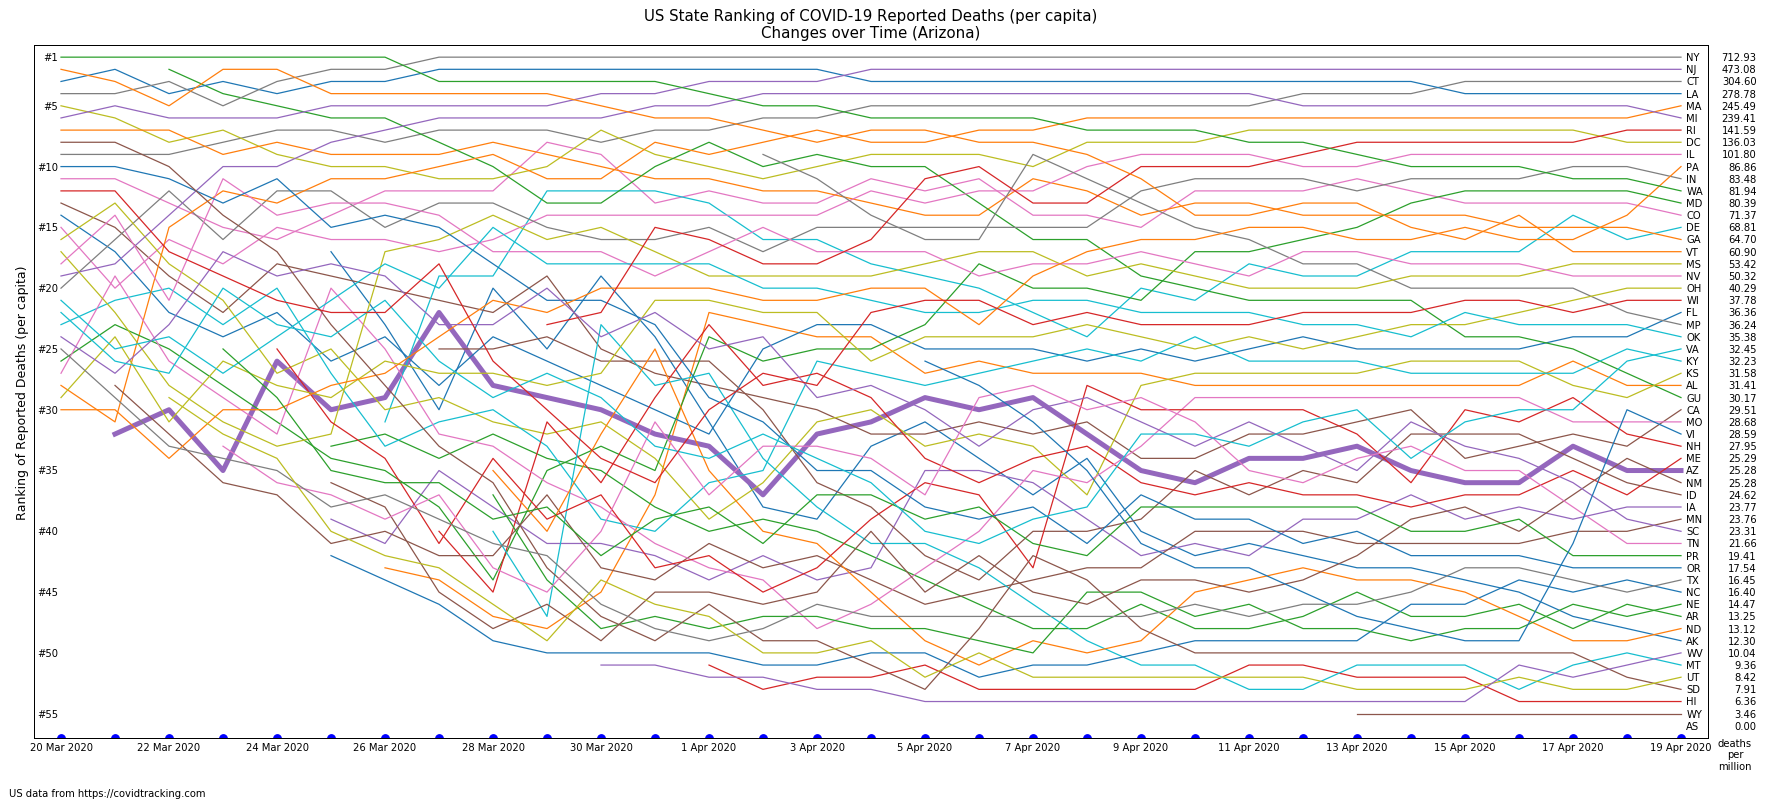 US State Ranking of COVID-19 Reported Deaths (per capita)
Changes over Time (Arizona)
Ranking of Reported Deaths (per capita)
#1
#5
#10
#15
#20
#25
#30
#35
#40
#45
#50
#55
NY 712.93
NJ 473.08
CT 304.60
LA 278.78
MA 245.49
MI 239.41
RI 141.59
DC 136.03
IL 101.80
PA 86.86
IN 83.48
WA 81.94
MD 80.39
CO 71.37
DE 68.81
GA 64.70
VT 60.90
MS 53.42
NV 50.32
OH 40.29
WI 37.78
FL 36.36
MP 36.24
OK 35.38
VA 32.45
KY 32.23
KS 31.58
AL 31.41
GU 30.17
CA 29.51
MO 28.68
VI 28.59
NH 27.95
ME 25.29
AZ 25.28
NM 25.28
ID 24.62
IA 23.77
MN 23.76
SC 23.31
TN 21.66
PR 19.41
OR 17.54
TX 16.45
NC 16.40
NE 14.47
AR 13.25
ND 13.12
AK 12.30
WV 10.04
MT 9.36
UT 8.42
SD 7.91
HI 6.36
WY 3.46
AS 0.00
20 Mar 2020 22 Mar 2020 24 Mar 2020 26 Mar 2020 28 Mar 2020 30 Mar 2020 1 Apr 2020 3 Apr 2020 5 Apr 2020 7 Apr 2020 9 Apr 2020 11 Apr 2020 13 Apr 2020 15 Apr 2020 17 Apr 2020 19 Apr 2020
deaths
per
million
US data from https://covidtracking.com